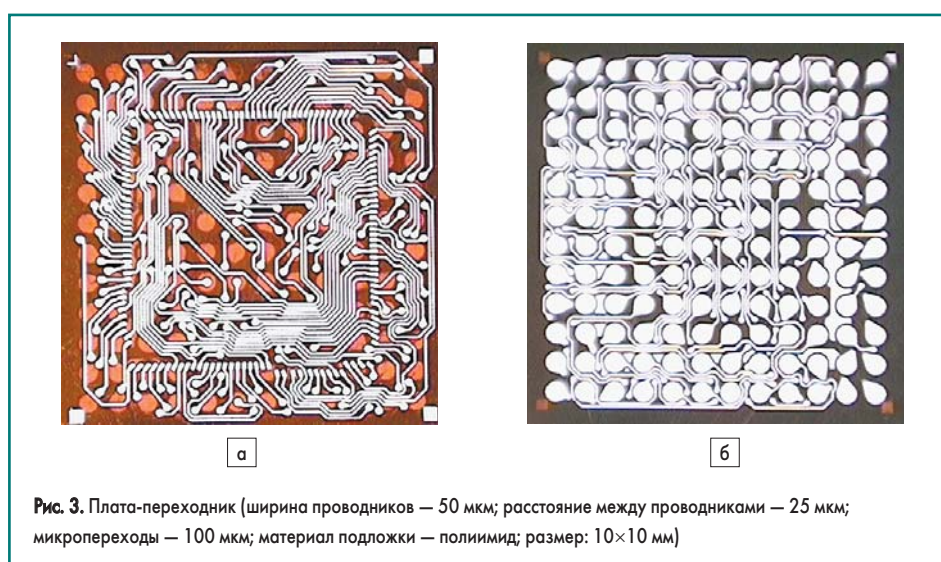 а
б
Рис. 3. Плата-переходник (ширина проводников — 50 мкм; расстояние между проводниками — 25 мкм;
микропереходы — 100 мкм; материал подложки — полиимид; размер: 10×10 мм)